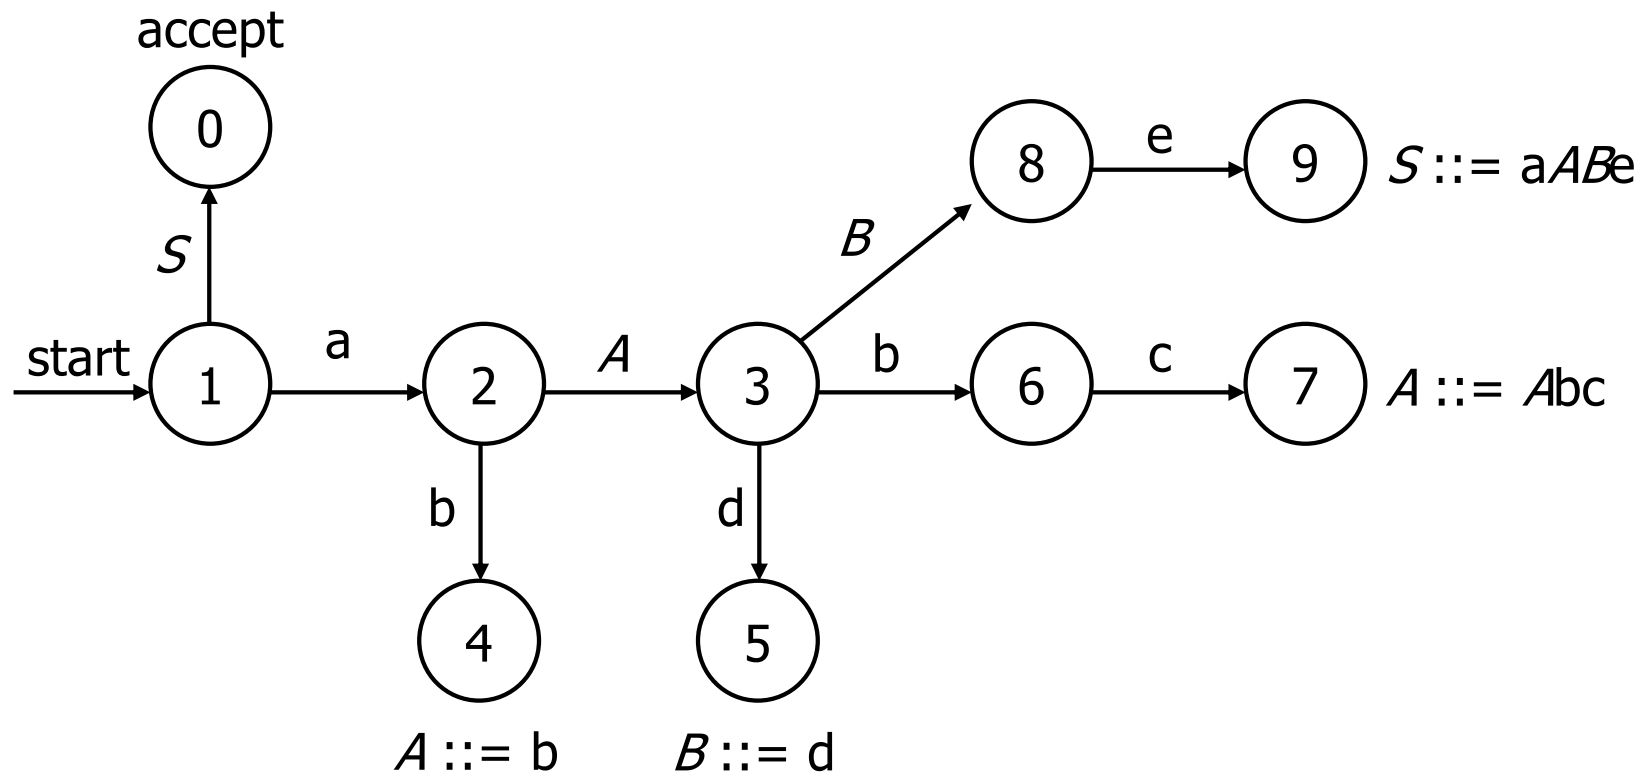 accept
0
8
e
9
S ::= aABe
S
B
start
1
a
2
A
3
b
6
c
7
A ::= Abc
b
d
4
5
A ::= b
B ::= d